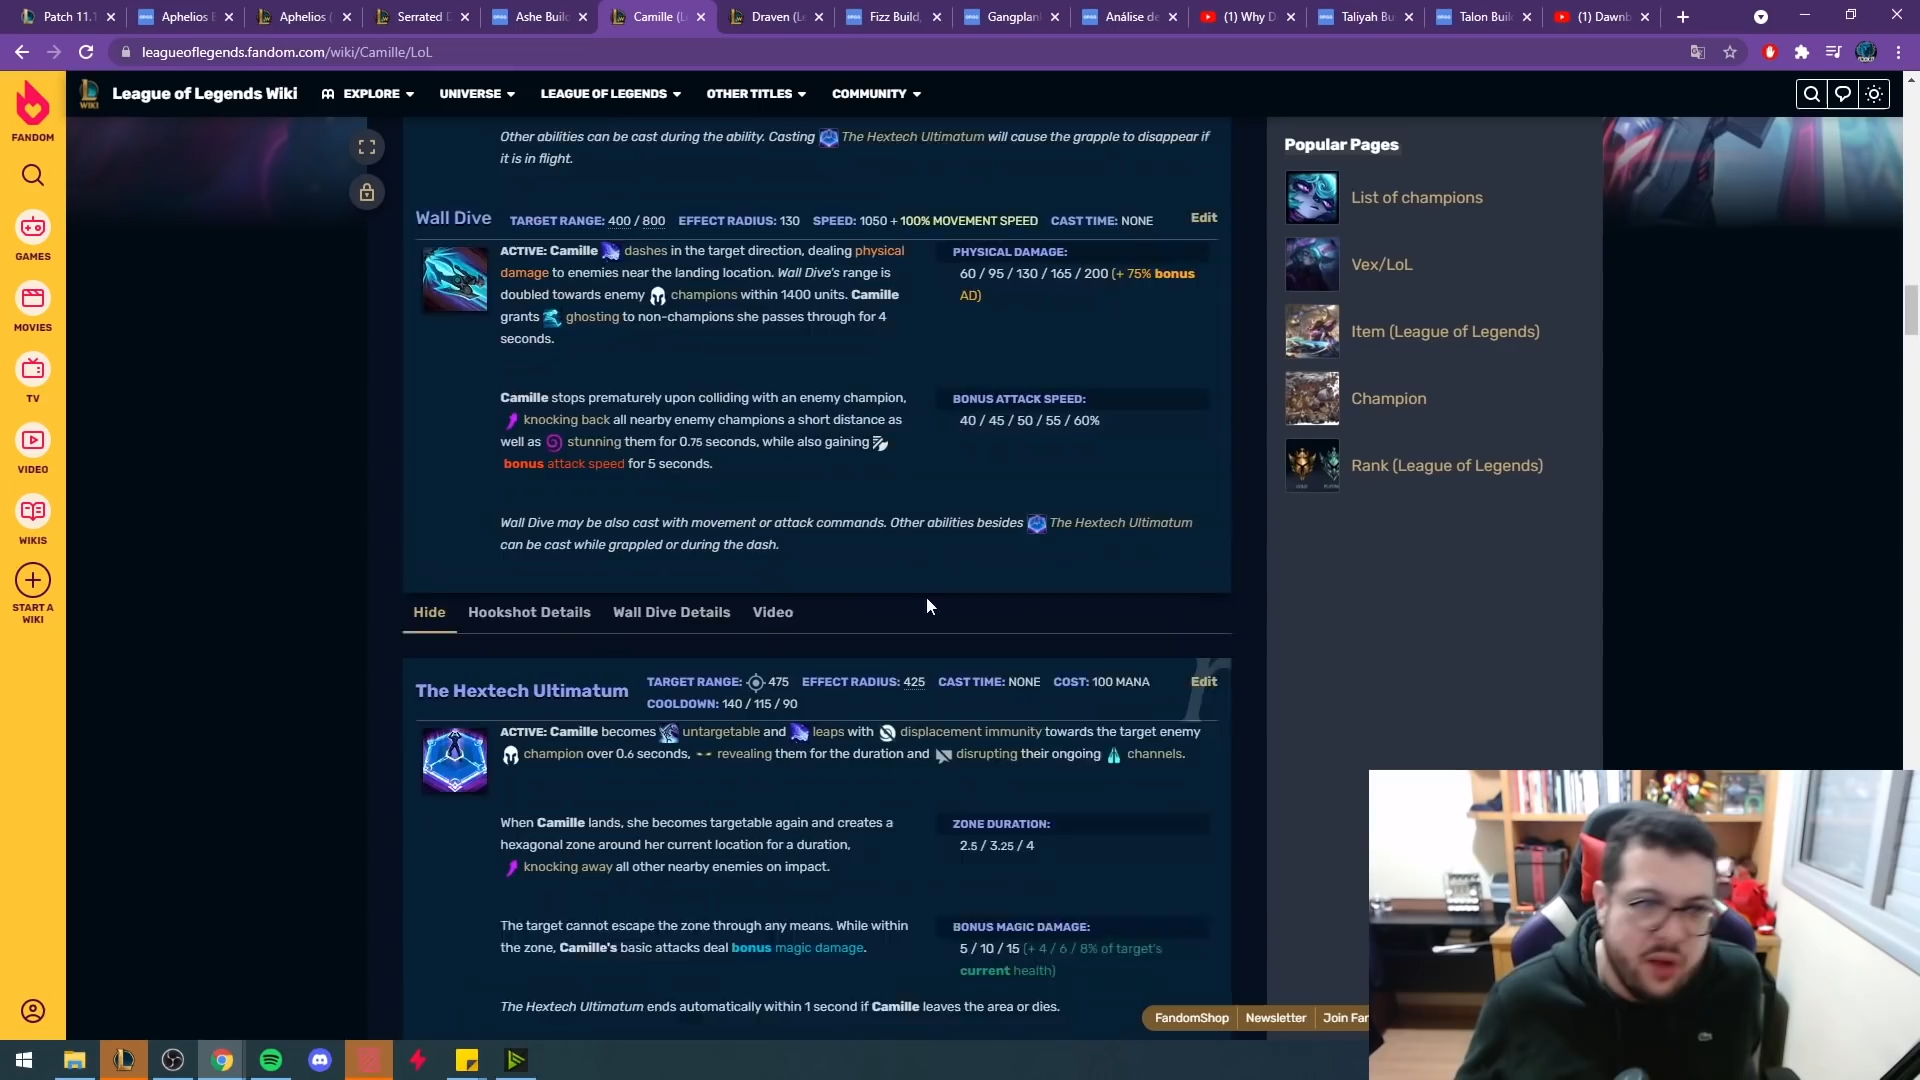 Patch 11.1
Aphelios B
Aphelios (
Serrated D
Ashe Buil
Camille (L
Draven (Le
Fizz Build,
Gangplank
Análise de
(1) Why D
Taliyah Bu
Talon Buil
(1) Dawnb
leagueoflegends.fandom.com/wiki/Camille/LoL
League of Legends Wiki
EXPLORE
UNIVERSE
LEAGUE OF LEGENDS
OTHER TITLES
COMMUNITY
FANDOM
GAMES
MOVIES
TV
VIDEO
WIKIS
START A
WIKI
Other abilities can be cast during the ability. Casting The Hextech Ultimatum will cause the grapple to disappear if
it is in flight.
Wall Dive TARGET RANGE: 400 / 800 EFFECT RADIUS: 130 SPEED: 1050 + 100% MOVEMENT SPEED CAST TIME: NONE Edit
ACTIVE: Camille dashes in the target direction, dealing physical
damage to enemies near the landing location. Wall Dive's range is
doubled towards enemy champions within 1400 units. Camille
grants ghosting to non-champions she passes through for 4
seconds.
PHYSICAL DAMAGE:
60 / 95 / 130 / 165 / 200 (+ 75% bonus
AD)
Camille stops prematurely upon colliding with an enemy champion,
knocking back all nearby enemy champions a short distance as
well as stunning them for 0.75 seconds, while also gaining
bonus attack speed for 5 seconds.
BONUS ATTACK SPEED:
40 / 45 / 50 / 55 / 60%
Wall Dive may be also cast with movement or attack commands. Other abilities besides The Hextech Ultimatum
can be cast while grappled or during the dash.
Hide Hookshot Details Wall Dive Details Video
The Hextech Ultimatum TARGET RANGE: 475 EFFECT RADIUS: 425 CAST TIME: NONE COST: 100 MANA Edit
COOLDOWN: 140 / 115 / 90
r
ACTIVE: Camille becomes untargetable and leaps with displacement immunity towards the target enemy
champion over 0.6 seconds, revealing them for the duration and disrupting their ongoing channels.
When Camille lands, she becomes targetable again and creates a
hexagonal zone around her current location for a duration,
knocking away all other nearby enemies on impact.
ZONE DURATION:
2.5 / 3.25 / 4
The target cannot escape the zone through any means. While within
the zone, Camille's basic attacks deal bonus magic damage.
BONUS MAGIC DAMAGE:
5 / 10 / 15 (+ 4 / 6 / 8% of target's
current health)
The Hextech Ultimatum ends automatically within 1 second if Camille leaves the area or dies.
Popular Pages
List of champions
Vex/LoL
Item (League of Legends)
Champion
Rank (League of Legends)
FandomShop
Newsletter
Join Fan